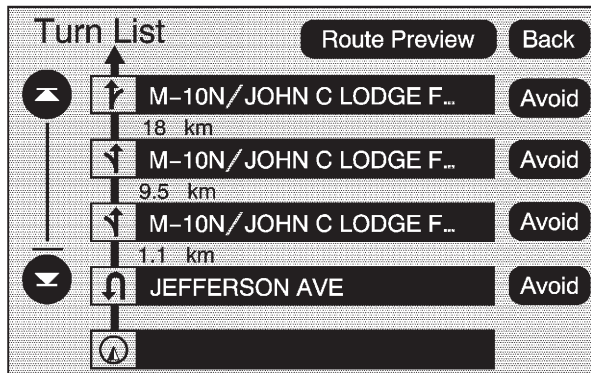 Turn List
Route Preview
Back
M-10N/JOHN C LODGE F...
Avoid
18 km
M-10N/JOHN C LODGE F...
Avoid
9.5 km
M-10N/JOHN C LODGE F...
Avoid
1.1 km
JEFFERSON AVE
Avoid